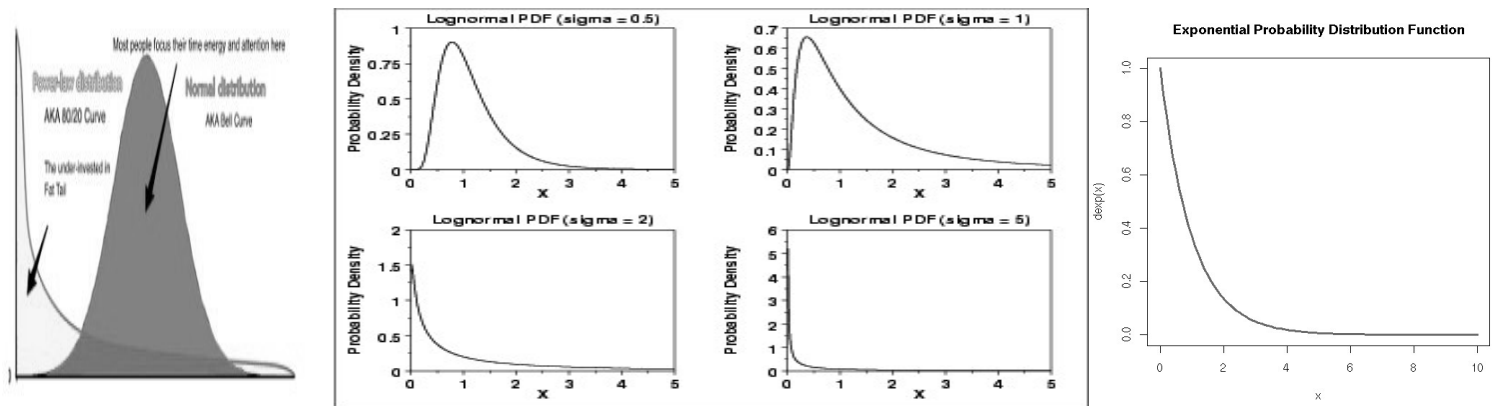 Most people focus their time energy and attention here
Power-law distribution
AKA 80/20 Curve
Normal distribution
AKA Bell Curve
The under-invested in
Fat Tail
Lognormal PDF (sigma = 0.5)
Probability Density
1
0.75
0.5
0.25
0
0 1 2 3 4 5
X
Lognormal PDF (sigma = 1)
Probability Density
0.7
0.6
0.5
0.4
0.3
0.2
0.1
0
0 1 2 3 4 5
X
Lognormal PDF (sigma = 2)
Probability Density
2
1.5
1
0.5
0
0 1 2 3 4 5
X
Lognormal PDF (sigma = 5)
Probability Density
6
5
4
3
2
1
0
0 1 2 3 4 5
X
Exponential Probability Distribution Function
dexp(x)
1.0
0.8
0.6
0.4
0.2
0.0
0 2 4 6 8 10
x